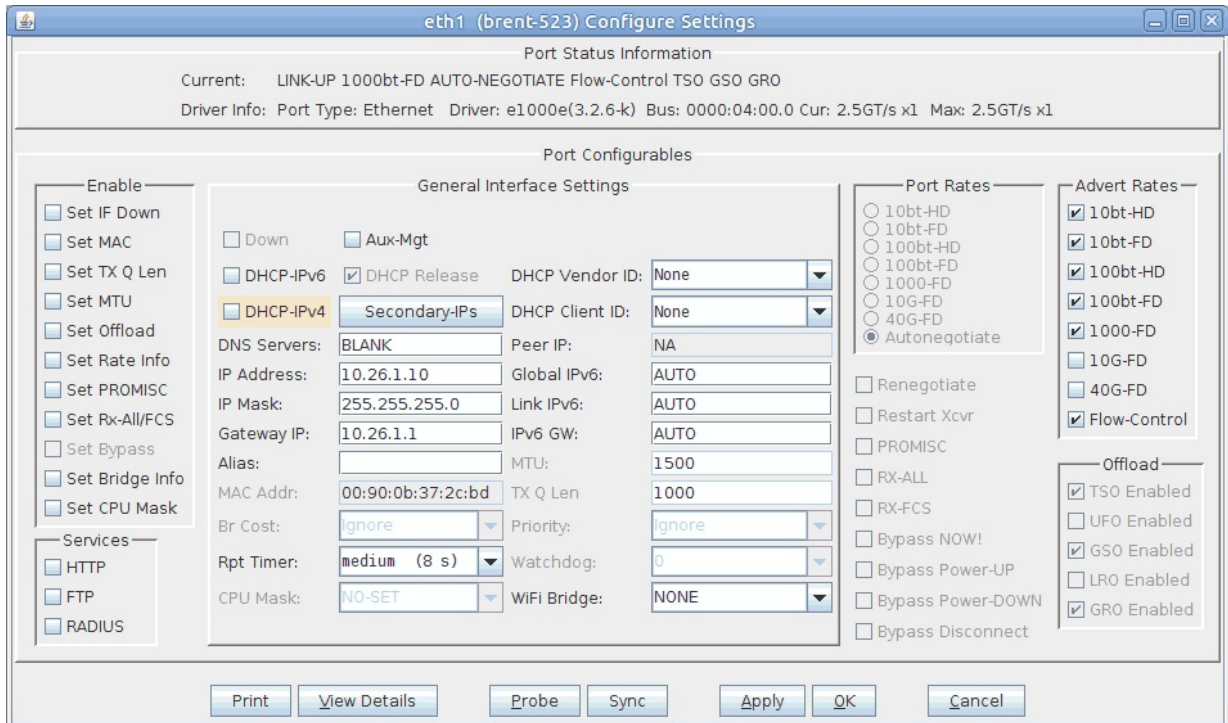 eth1 (brent-523) Configure Settings
Port Status Information
Current: LINK-UP 1000bt-FD AUTO-NEGOTIATE Flow-Control TSO GSO GRO
Driver Info: Port Type: Ethernet Driver: e1000e(3.2.6-k) Bus: 0000:04:00.0 Cur: 2.5GT/s x1 Max: 2.5GT/s x1
Port Configurables
Enable
Set IF Down
Set MAC
Set TX Q Len
Set MTU
Set Offload
Set Rate Info
Set PROMISC
Set Rx-All/FCS
Set Bypass
Set Bridge Info
Set CPU Mask
Services
HTTP
FTP
RADIUS
General Interface Settings
Down Aux-Mgt
DHCP-IPv6 DHCP Release DHCP Vendor ID: None
DHCP-IPv4 Secondary-IPs DHCP Client ID: None
DNS Servers: BLANK Peer IP: NA
IP Address: 10.26.1.10 Global IPv6: AUTO
IP Mask: 255.255.255.0 Link IPv6: AUTO
Gateway IP: 10.26.1.1 IPv6 GW: AUTO
Alias: MTU: 1500
MAC Addr: 00:90:0b:37:2c:bd TX Q Len 1000
Br Cost: Ignore Priority: Ignore
Rpt Timer: medium (8 s) Watchdog: 0
CPU Mask: NO-SET WiFi Bridge: NONE
Port Rates
10bt-HD
10bt-FD
100bt-HD
100bt-FD
1000-FD
10G-FD
40G-FD
Autonegotiate
Renegotiate
Restart Xcvr
PROMISC
RX-ALL
RX-FCS
Bypass NOW!
Bypass Power-UP
Bypass Power-DOWN
Bypass Disconnect
Advert Rates
10bt-HD
10bt-FD
100bt-HD
100bt-FD
1000-FD
10G-FD
40G-FD
Flow-Control
Offload
TSO Enabled
UFO Enabled
GSO Enabled
LRO Enabled
GRO Enabled
Print View Details Probe Sync Apply OK Cancel